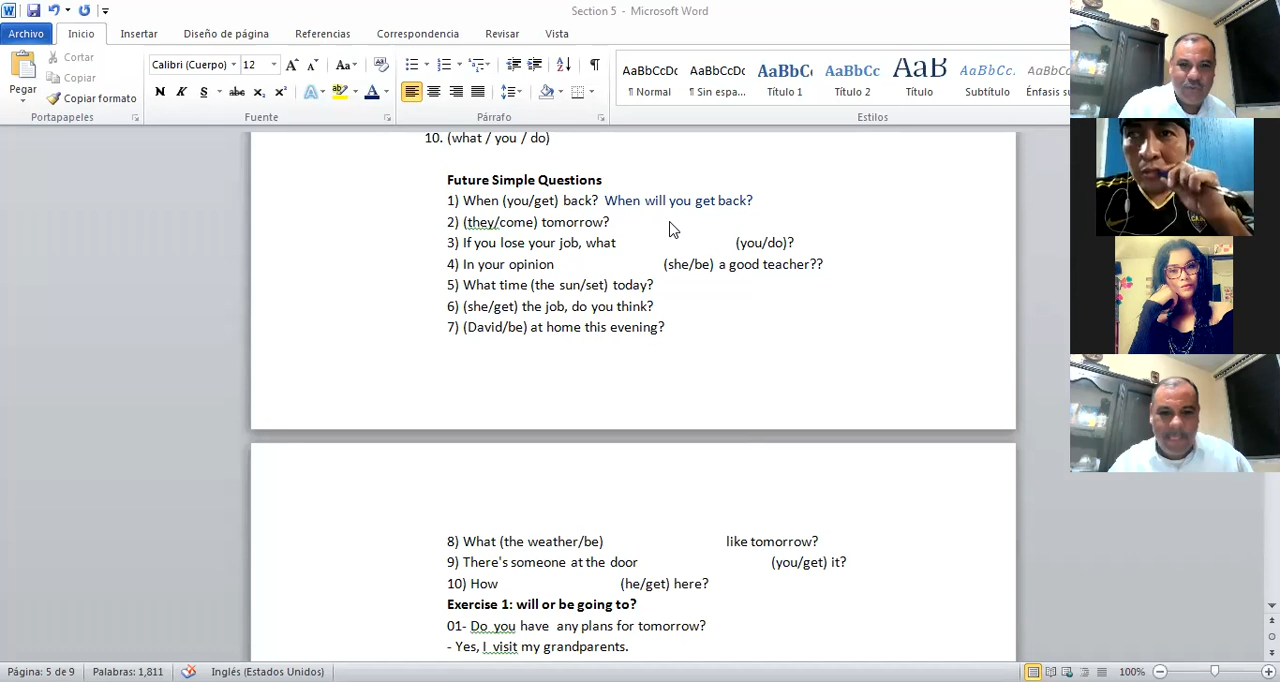 Section 5 - Microsoft Word
Archivo Inicio Insertar Diseño de página Referencias Correspondencia Revisar Vista
Pegar
Cortar
Copiar
Copiar formato
Calibri (Cuerpo) 12
AaBbCcDc AaBbCcDc AaBbC AaBbCc AaB AaBbCc. AaBbCc
¶ Normal ¶ Sin espa... Título 1 Título 2 Título Subtítulo Énfasis su
Portapapeles Fuente Párrafo Estilos
10. (what / you / do)
Future Simple Questions
1) When (you/get) back? When will you get back?
2) (they/come) tomorrow?
3) If you lose your job, what (you/do)?
4) In your opinion (she/be) a good teacher??
5) What time (the sun/set) today?
6) (she/get) the job, do you think?
7) (David/be) at home this evening?
8) What (the weather/be) like tomorrow?
9) There's someone at the door (you/get) it?
10) How (he/get) here?
Exercise 1: will or be going to?
01- Do you have any plans for tomorrow?
- Yes, I visit my grandparents.
Página: 5 de 9 Palabras: 1,811 Inglés (Estados Unidos) 100%